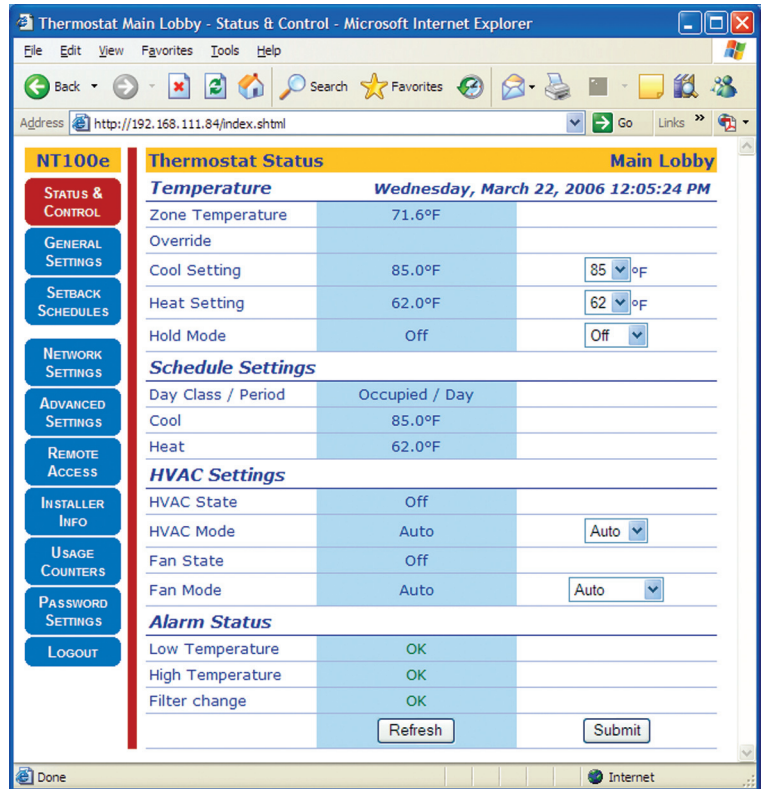 Thermostat Main Lobby - Status & Control - Microsoft Internet Explorer
File Edit View Favorites Tools Help
Back Search Favorites
Address http://192.168.111.84/index.shtml Go Links »
NT100e Thermostat Status Main Lobby
Temperature Wednesday, March 22, 2006 12:05:24 PM
Zone Temperature 71.6°F
Override
Cool Setting 85.0°F 85 °F
Heat Setting 62.0°F 62 °F
Hold Mode Off Off
Schedule Settings
Day Class / Period Occupied / Day
Cool 85.0°F
Heat 62.0°F
HVAC Settings
HVAC State Off
HVAC Mode Auto Auto
Fan State Off
Fan Mode Auto Auto
Alarm Status
Low Temperature OK
High Temperature OK
Filter change OK
Refresh Submit
STATUS &
CONTROL
GENERAL
SETTINGS
SETBACK
SCHEDULES
NETWORK
SETTINGS
ADVANCED
SETTINGS
REMOTE
ACCESS
INSTALLER
INFO
USAGE
COUNTERS
PASSWORD
SETTINGS
LOGOUT
Done Internet